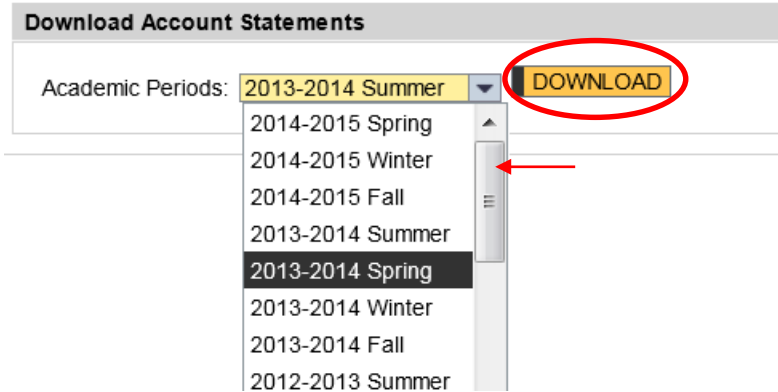 Download Account Statements
Academic Periods: 2013-2014 Summer DOWNLOAD
2014-2015 Spring
2014-2015 Winter
2014-2015 Fall
2013-2014 Summer
2013-2014 Spring
2013-2014 Winter
2013-2014 Fall
2012-2013 Summer